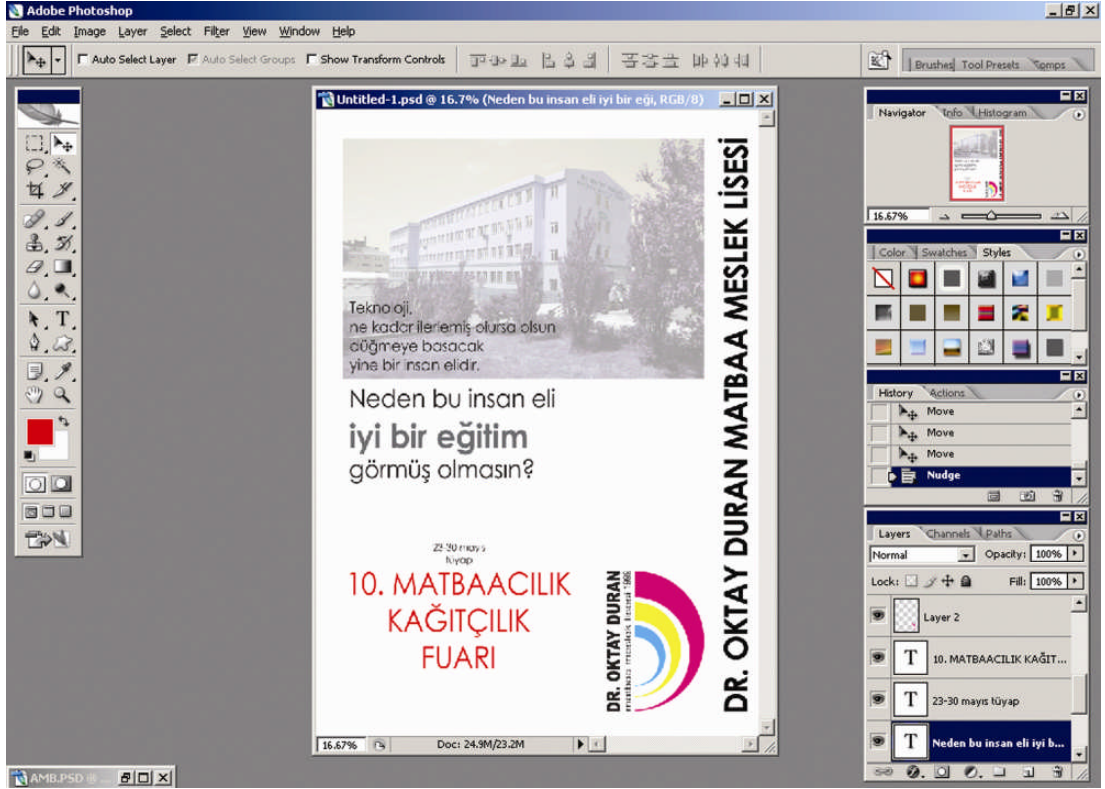 Adobe Photoshop
File Edit Image Layer Select Filter View Window Help
Auto Select Layer Auto Select Groups Show Transform Controls
Brushes Tool Presets Comps
Untitled-1.psd @ 16.7% (Neden bu insan eli iyi bir eği, RGB/8)
Teknoloji,
ne kadar ilerlemiş olursa olsun
düğmeye basacak
yine bir insan elidir.
Neden bu insan eli
iyi bir eğitim
görmüş olmasın?
23-30 mayıs
tüyap
10. MATBAACILIK
KAĞITÇILIK
FUARI
DR. OKTAY DURAN
matbaa meslek lisesi
DR. OKTAY DURAN MATBAA MESLEK LİSESİ
16.67% Doc: 24.9M/23.2M
AMB.PSD @ ...
Navigator Info Histogram
16.67%
Color Swatches Styles
History Actions
Move
Move
Move
Nudge
Layers Channels Paths
Normal Opacity: 100%
Lock: Fill: 100%
Layer 2
T 10. MATBAACILIK KAĞIT...
T 23-30 mayıs tüyap
T Neden bu insan eli iyi b...